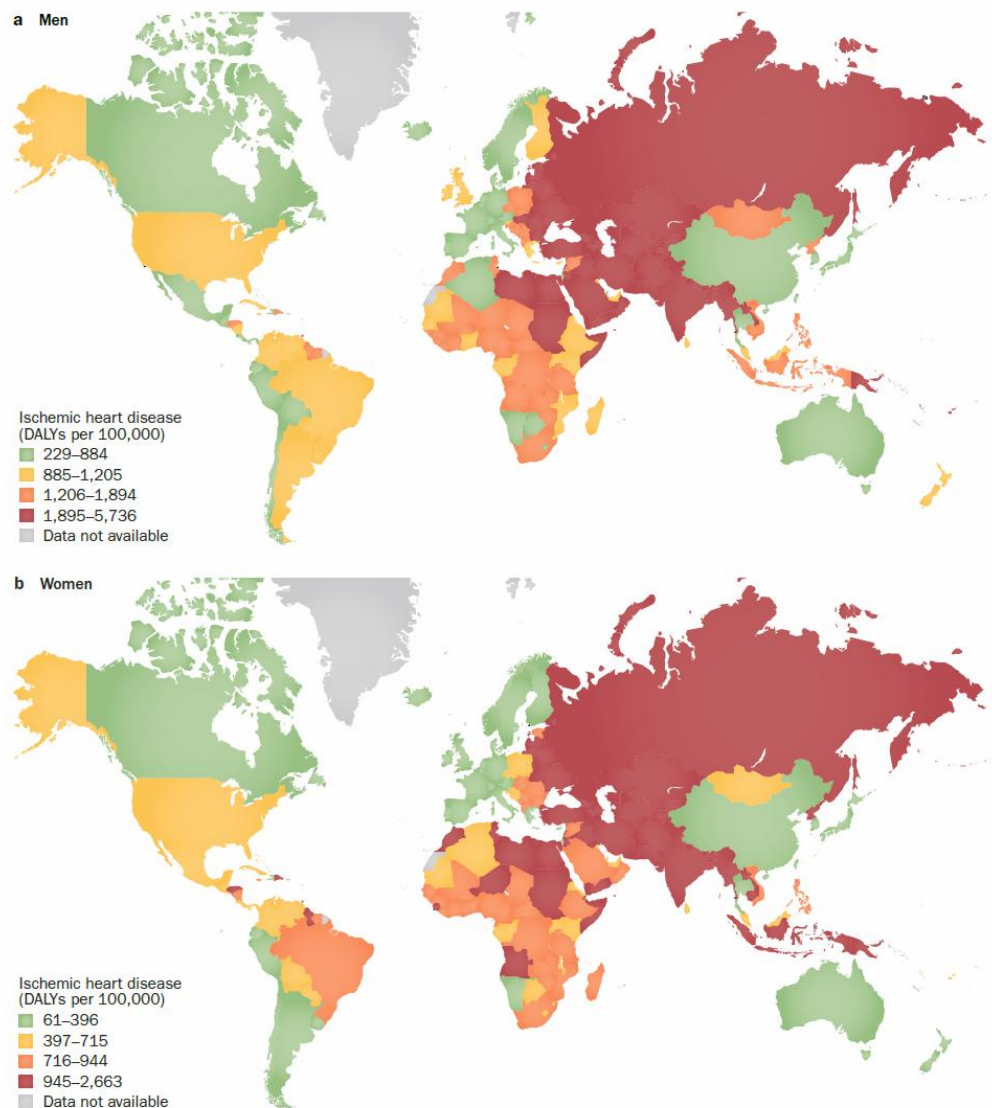 a Men
Ischemic heart disease
(DALYs per 100,000)
229–884
885–1,205
1,206–1,894
1,895–5,736
Data not available
b Women
Ischemic heart disease
(DALYs per 100,000)
61–396
397–715
716–944
945–2,663
Data not available